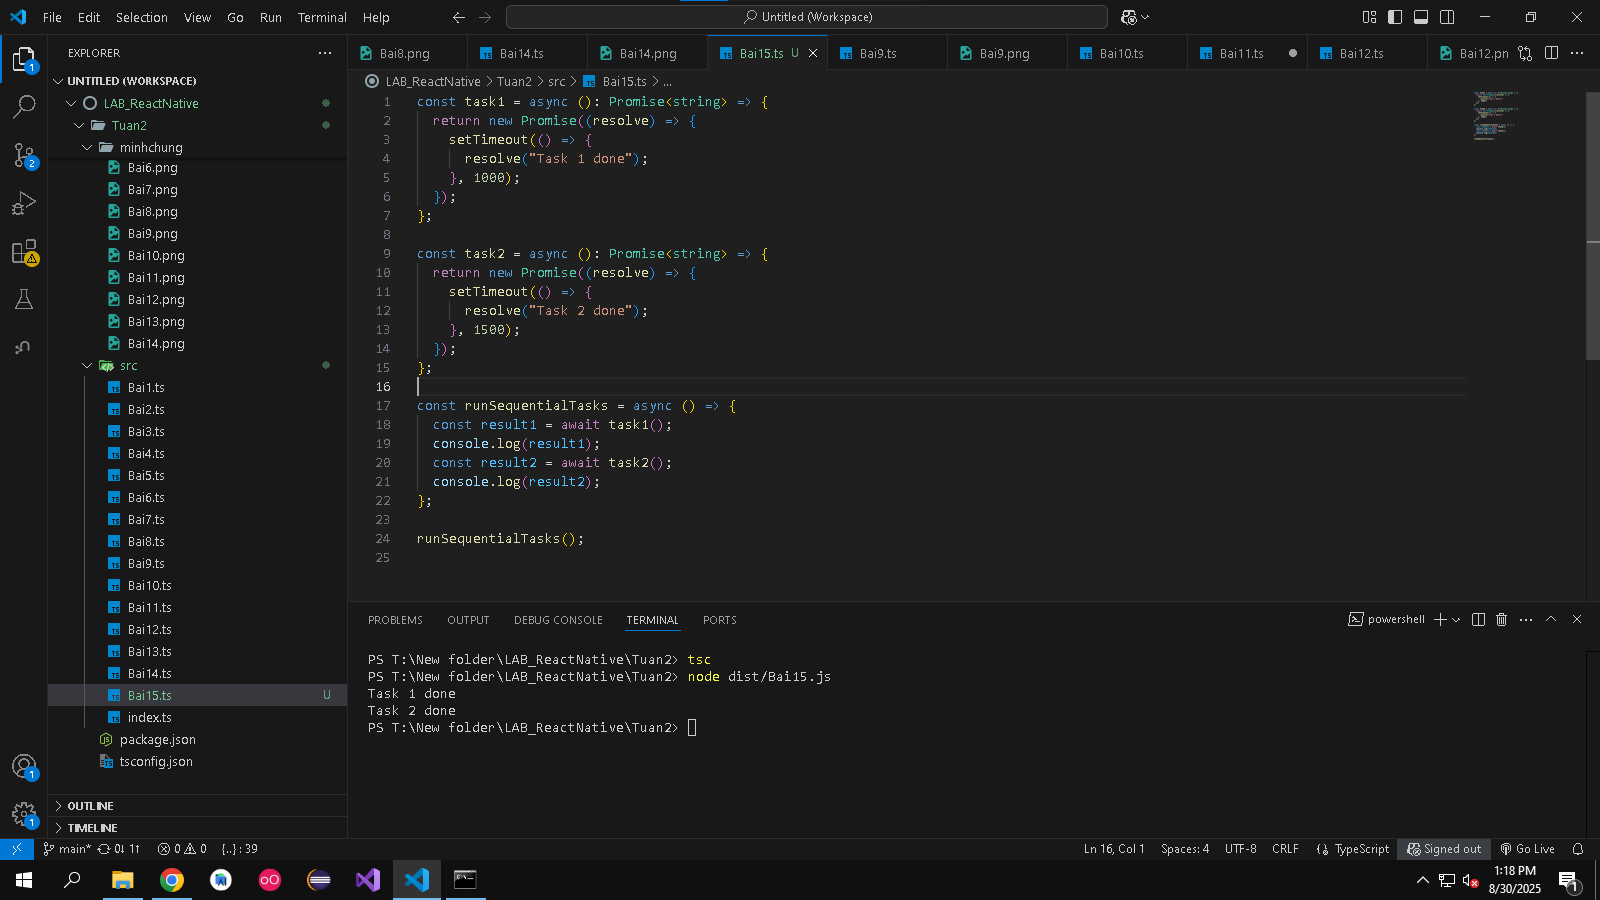 File Edit Selection View Go Run Terminal Help
Untitled (Workspace)
EXPLORER
UNTITLED (WORKSPACE)
LAB_ReactNative
Tuan2
minhchung
Bai6.png
Bai7.png
Bai8.png
Bai9.png
Bai10.png
Bai11.png
Bai12.png
Bai13.png
Bai14.png
src
Bai1.ts
Bai2.ts
Bai3.ts
Bai4.ts
Bai5.ts
Bai6.ts
Bai7.ts
Bai8.ts
Bai9.ts
Bai10.ts
Bai11.ts
Bai12.ts
Bai13.ts
Bai14.ts
Bai15.ts U
index.ts
package.json
tsconfig.json
OUTLINE
TIMELINE
Bai8.png Bai14.ts Bai14.png Bai15.ts U Bai9.ts Bai9.png Bai10.ts Bai11.ts Bai12.ts Bai12.pn
LAB_ReactNative > Tuan2 > src > Bai15.ts > ...
1 const task1 = async (): Promise<string> => {
2 return new Promise((resolve) => {
3 setTimeout(() => {
4 resolve("Task 1 done");
5 }, 1000);
6 });
7 };
8
9 const task2 = async (): Promise<string> => {
10 return new Promise((resolve) => {
11 setTimeout(() => {
12 resolve("Task 2 done");
13 }, 1500);
14 });
15 };
16
17 const runSequentialTasks = async () => {
18 const result1 = await task1();
19 console.log(result1);
20 const result2 = await task2();
21 console.log(result2);
22 };
23
24 runSequentialTasks();
25
PROBLEMS OUTPUT DEBUG CONSOLE TERMINAL PORTS
powershell
PS T:\New folder\LAB_ReactNative\Tuan2> tsc
PS T:\New folder\LAB_ReactNative\Tuan2> node dist/Bai15.js
Task 1 done
Task 2 done
PS T:\New folder\LAB_ReactNative\Tuan2>
main* 0↓ 1↑ 0 0 {..} : 39
Ln 16, Col 1 Spaces: 4 UTF-8 CRLF TypeScript Signed out Go Live
1:18 PM
8/30/2025